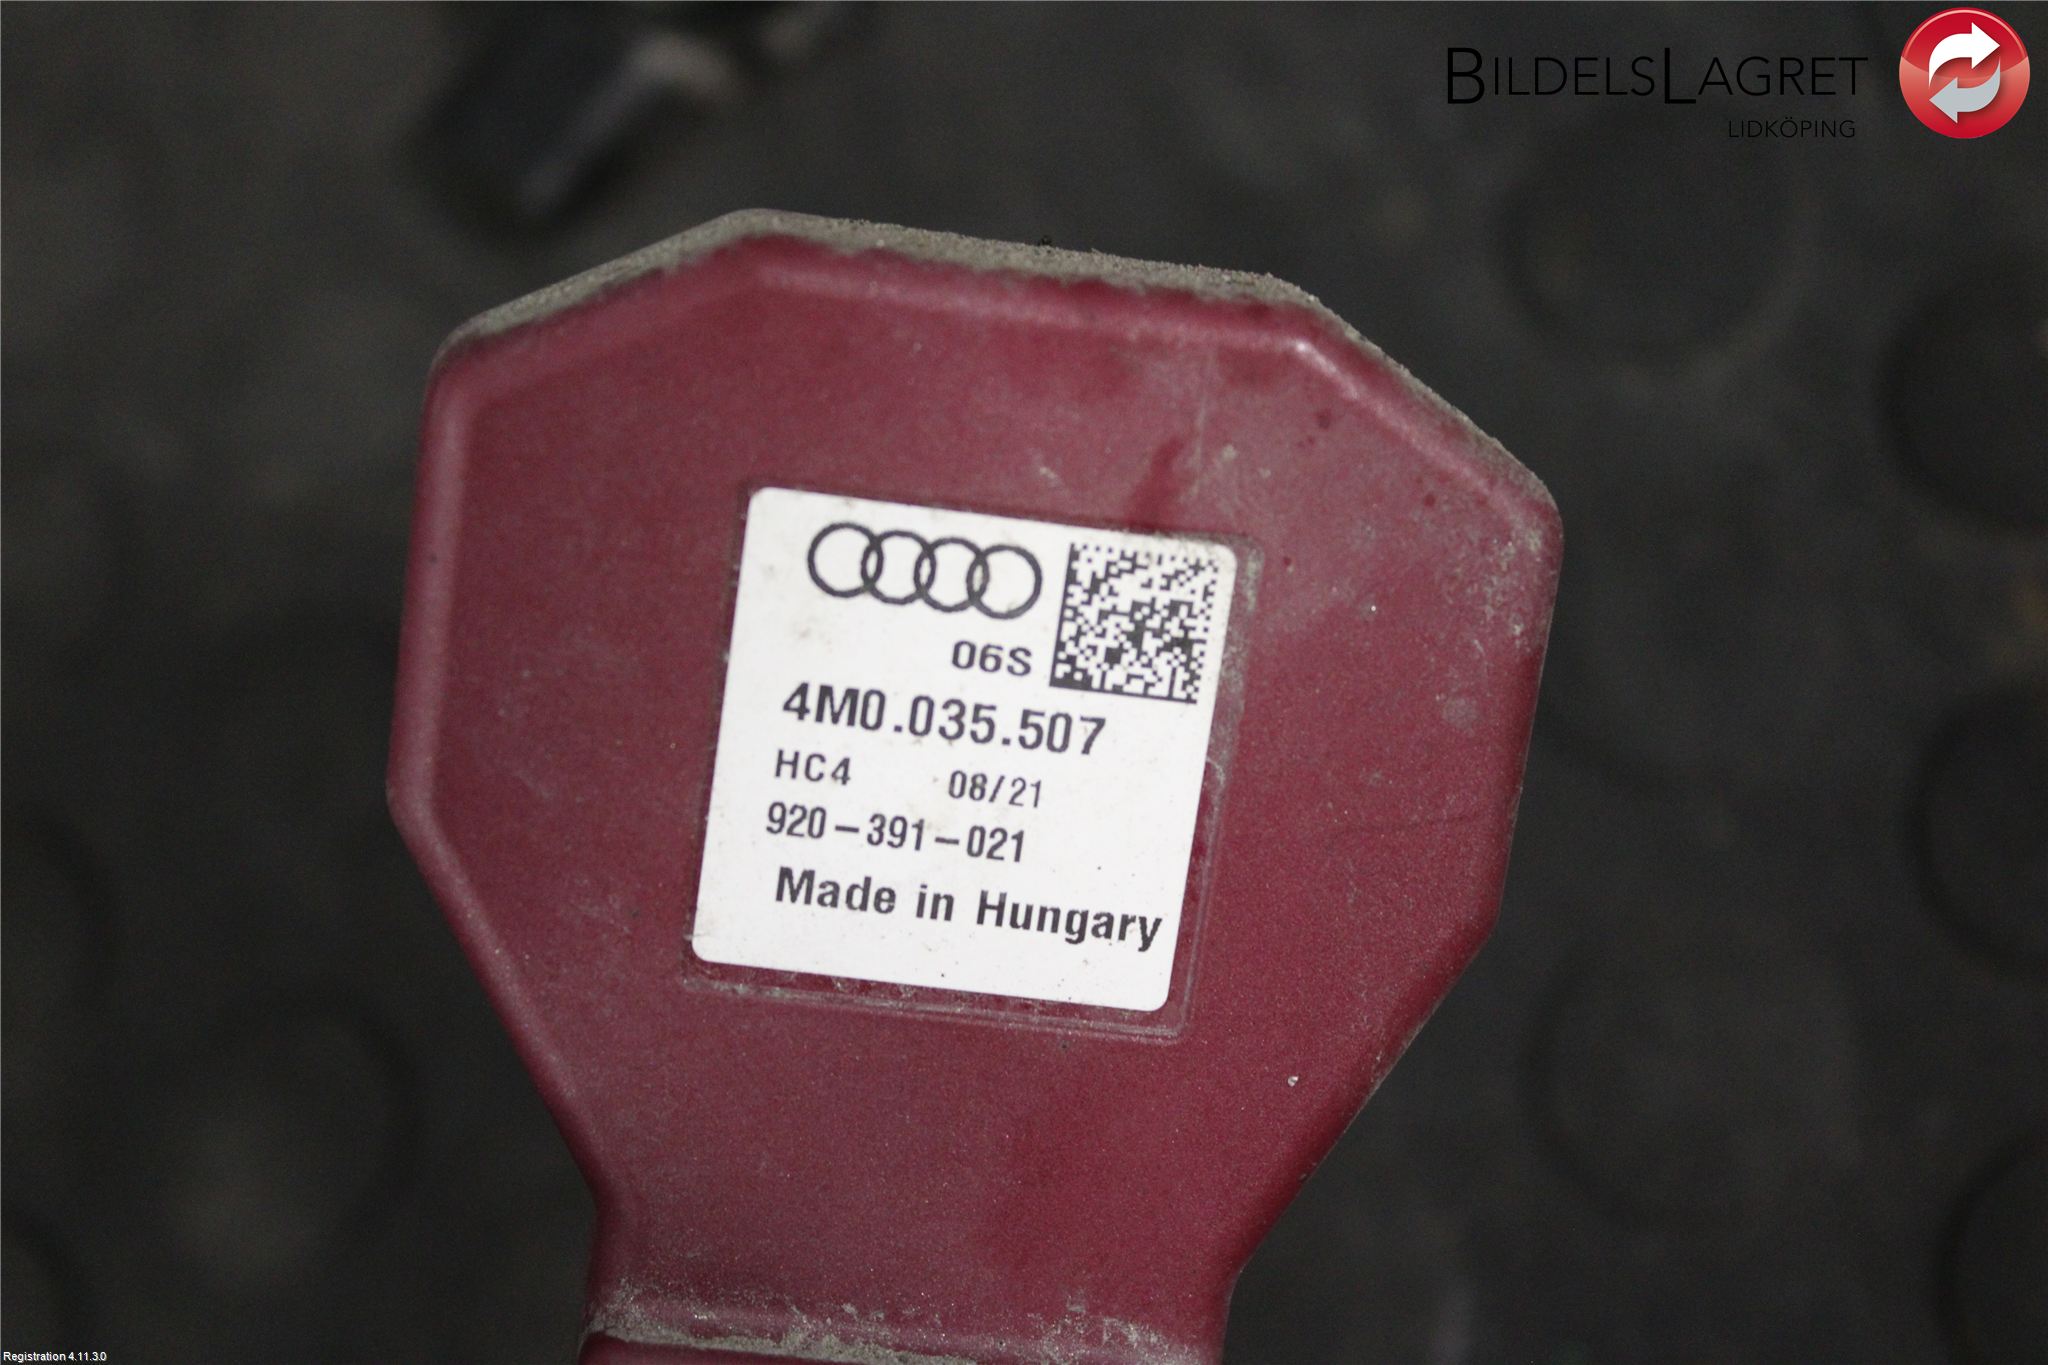 BILDELSLAGRET
LIDKÖPING
06S
4M0.035.507
HC4 08/21
920-391-021
Made in Hungary
Registration 4.11.3.0